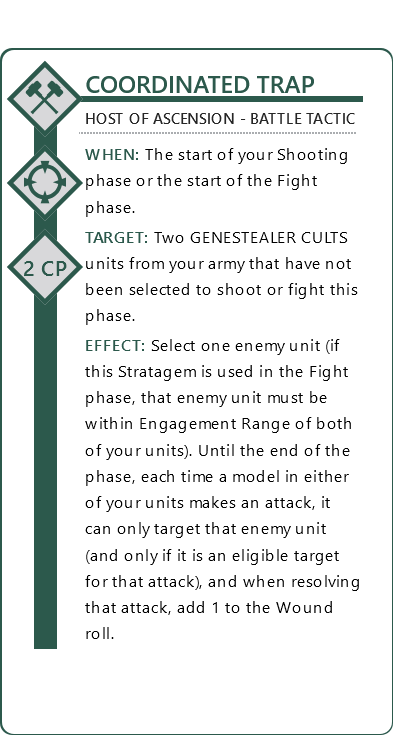 COORDINATED TRAP
HOST OF ASCENSION - BATTLE TACTIC
WHEN: The start of your Shooting
phase or the start of the Fight
phase.
TARGET: Two GENESTEALER CULTS
units from your army that have not
been selected to shoot or fight this
phase.
2 CP
EFFECT: Select one enemy unit (if
this Stratagem is used in the Fight
phase, that enemy unit must be
within Engagement Range of both
of your units). Until the end of the
phase, each time a model in either
of your units makes an attack, it
can only target that enemy unit
(and only if it is an eligible target
for that attack), and when resolving
that attack, add 1 to the Wound
roll.